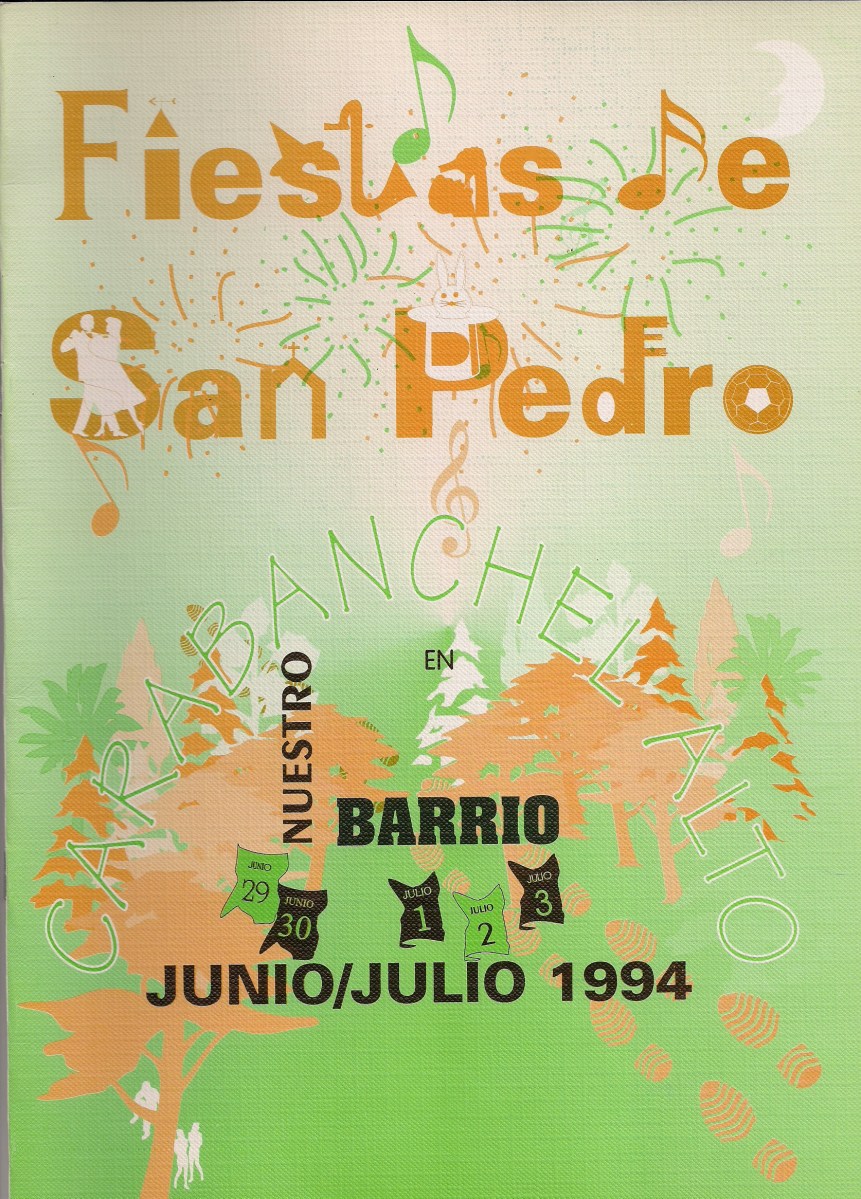 Fiestas de
San Pedro
CARABANCHEL ALTO
EN
NUESTRO
BARRIO
JUNIO 29
JUNIO 30
JULIO 1
JULIO 2
JULIO 3
JUNIO/JULIO 1994